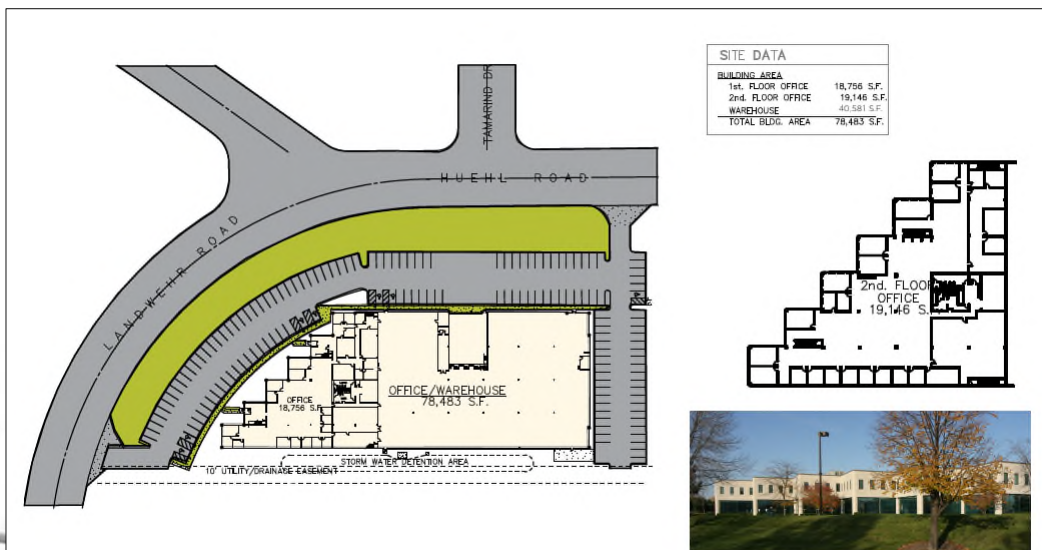 SITE DATA
BUILDING AREA
1st. FLOOR OFFICE 18,756 S.F.
2nd. FLOOR OFFICE 19,146 S.F.
WAREHOUSE 40,581 S.F.
TOTAL BLDG. AREA 78,483 S.F.
TAMARIND DR
HUEHL ROAD
LANDWEHR ROAD
2nd. FLOOR
OFFICE
19,146 S.F.
OFFICE/WAREHOUSE
78,483 S.F.
OFFICE
18,756 S.F.
STORM WATER DETENTION AREA
10' UTILITY/DRAINAGE EASEMENT